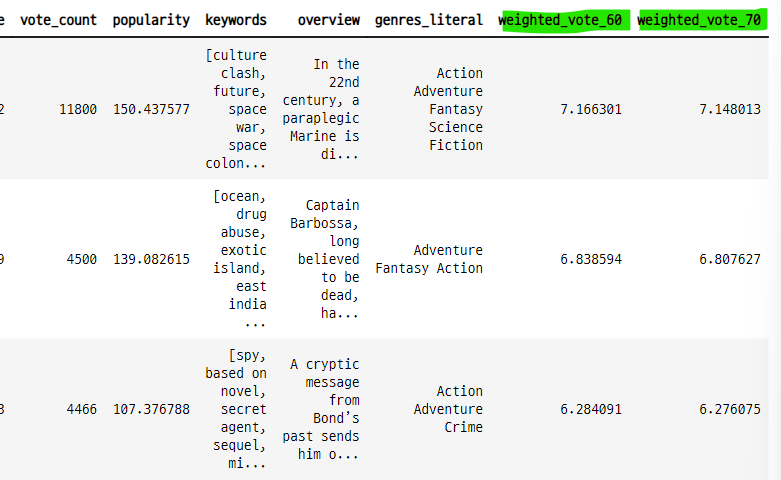 e vote_count popularity keywords overview genres_literal weighted_vote_60 weighted_vote_70
2 11800 150.437577 [culture clash, future, space war, space colon... In the 22nd century, a paraplegic Marine is di... Action Adventure Fantasy Science Fiction 7.166301 7.148013
9 4500 139.082615 [ocean, drug abuse, exotic island, east india ... Captain Barbossa, long believed to be dead, ha... Adventure Fantasy Action 6.838594 6.807627
3 4466 107.376788 [spy, based on novel, secret agent, sequel, mi... A cryptic message from Bond’s past sends him o... Action Adventure Crime 6.284091 6.276075